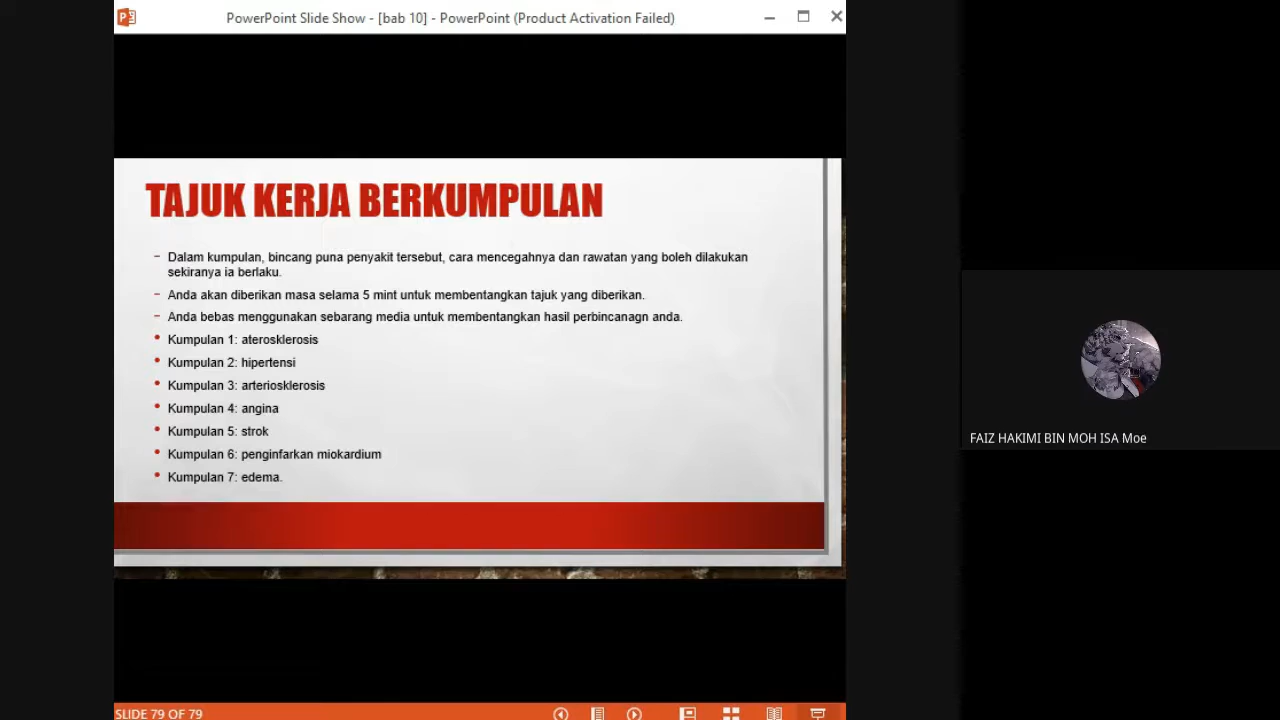 PowerPoint Slide Show - [bab 10] - PowerPoint (Product Activation Failed)
TAJUK KERJA BERKUMPULAN
- Dalam kumpulan, bincang puna penyakit tersebut, cara mencegahnya dan rawatan yang boleh dilakukan
sekiranya ia berlaku.
- Anda akan diberikan masa selama 5 mint untuk membentangkan tajuk yang diberikan.
- Anda bebas menggunakan sebarang media untuk membentangkan hasil perbincanagn anda.
• Kumpulan 1: aterosklerosis
• Kumpulan 2: hipertensi
• Kumpulan 3: arteriosklerosis
• Kumpulan 4: angina
• Kumpulan 5: strok
• Kumpulan 6: penginfarkan miokardium
• Kumpulan 7: edema.
FAIZ HAKIMI BIN MOH ISA Moe
SLIDE 79 OF 79